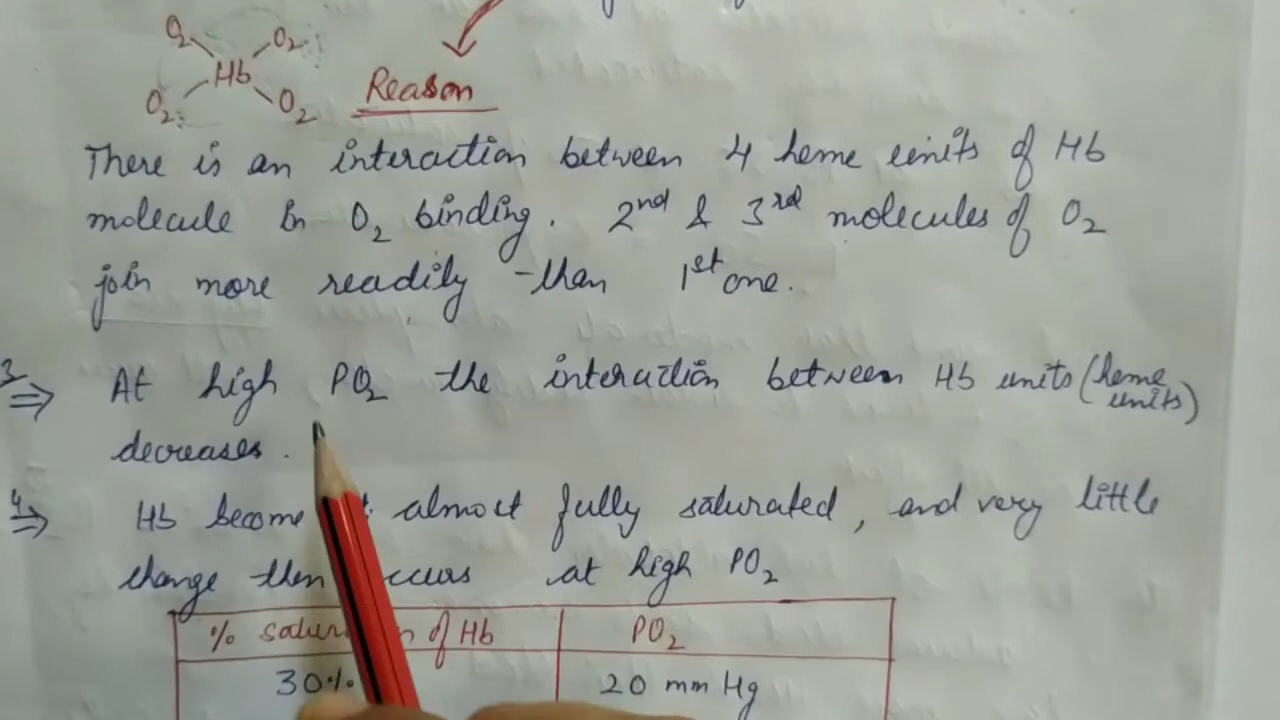 O2 O2
Hb
O2 O2
Reason
There is an interaction between 4 heme units of Hb
molecule in O2 binding. 2nd & 3rd molecules of O2
join more readily than 1st one.
3 ⇒ At high PO2 the interaction between Hb units (heme units)
decreases.
4 ⇒ Hb become almost fully saturated, and very little
change then occurs at high PO2
% of Hb PO2
30% 20 mm Hg